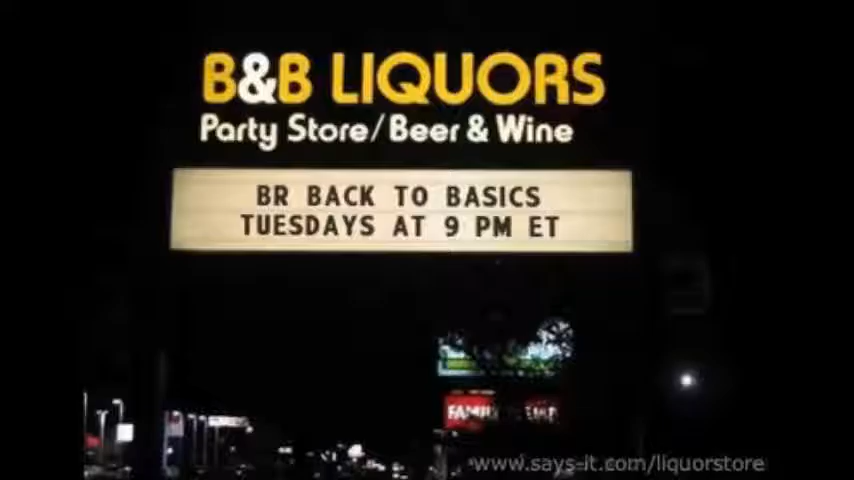 B&B LIQUORS
Party Store/Beer & Wine
BR BACK TO BASICS
TUESDAYS AT 9 PM ET
www.says-it.com/liquorstore